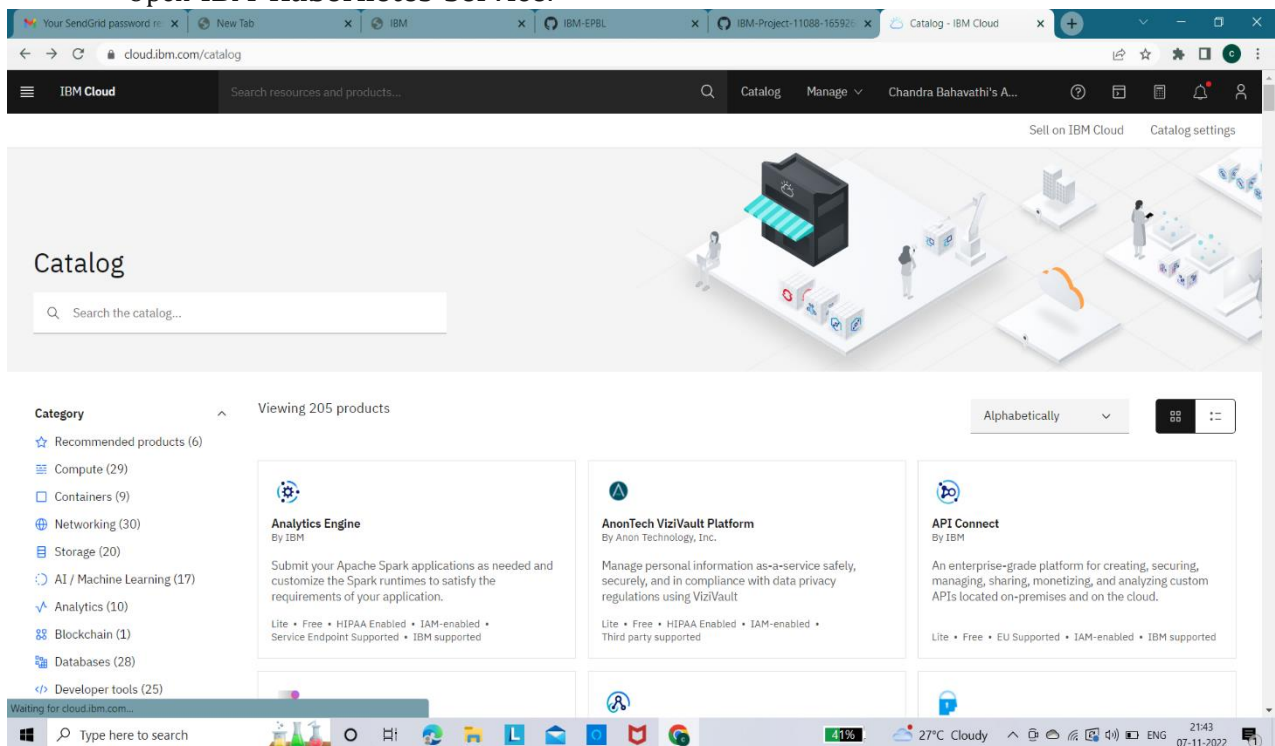 open IBM Kubernetes Service.
Your SendGrid password re
New Tab
IBM
IBM-EPBL
IBM-Project-11088-165926
Catalog - IBM Cloud
cloud.ibm.com/catalog
IBM Cloud
Search resources and products...
Catalog
Manage
Chandra Bahavathi's A...
Sell on IBM Cloud
Catalog settings
Catalog
Search the catalog...
Category
Viewing 205 products
Alphabetically
Recommended products (6)
Compute (29)
Containers (9)
Networking (30)
Storage (20)
AI / Machine Learning (17)
Analytics (10)
Blockchain (1)
Databases (28)
Developer tools (25)
Analytics Engine
By IBM
Submit your Apache Spark applications as needed and
customize the Spark runtimes to satisfy the
requirements of your application.
Lite • Free • HIPAA Enabled • IAM-enabled •
Service Endpoint Supported • IBM supported
AnonTech ViziVault Platform
By Anon Technology, Inc.
Manage personal information as-a-service safely,
securely, and in compliance with data privacy
regulations using ViziVault
Lite • Free • HIPAA Enabled • IAM-enabled •
Third party supported
API Connect
By IBM
An enterprise-grade platform for creating, securing,
managing, sharing, monetizing, and analyzing custom
APIs located on-premises and on the cloud.
Lite • Free • EU Supported • IAM-enabled • IBM supported
Waiting for cloud.ibm.com...
Type here to search
41%
27°C Cloudy
ENG
21:43
07-11-2022